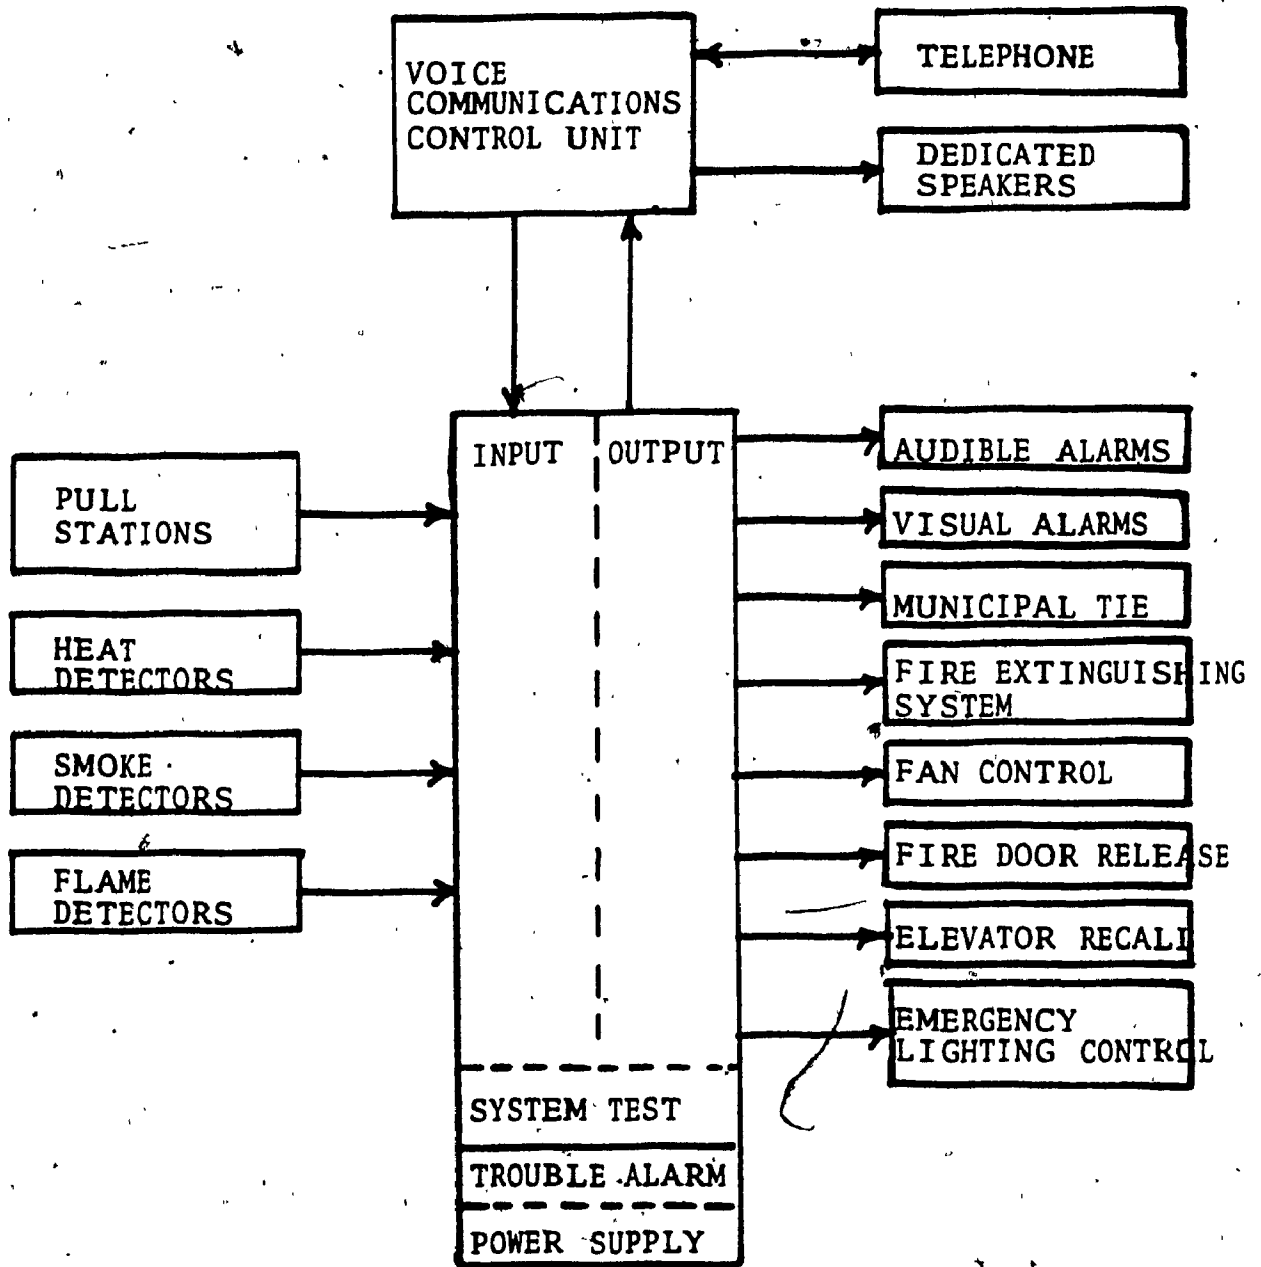 VOICE
COMMUNICATIONS
CONTROL UNIT
TELEPHONE
DEDICATED
SPEAKERS
INPUT
OUTPUT
PULL
STATIONS
HEAT
DETECTORS
SMOKE
DETECTORS
FLAME
DETECTORS
AUDIBLE ALARMS
VISUAL ALARMS
MUNICIPAL TIE
FIRE EXTINGUISHING
SYSTEM
FAN CONTROL
FIRE DOOR RELEASE
ELEVATOR RECALL
EMERGENCY
LIGHTING CONTROL
SYSTEM TEST
TROUBLE ALARM
POWER SUPPLY